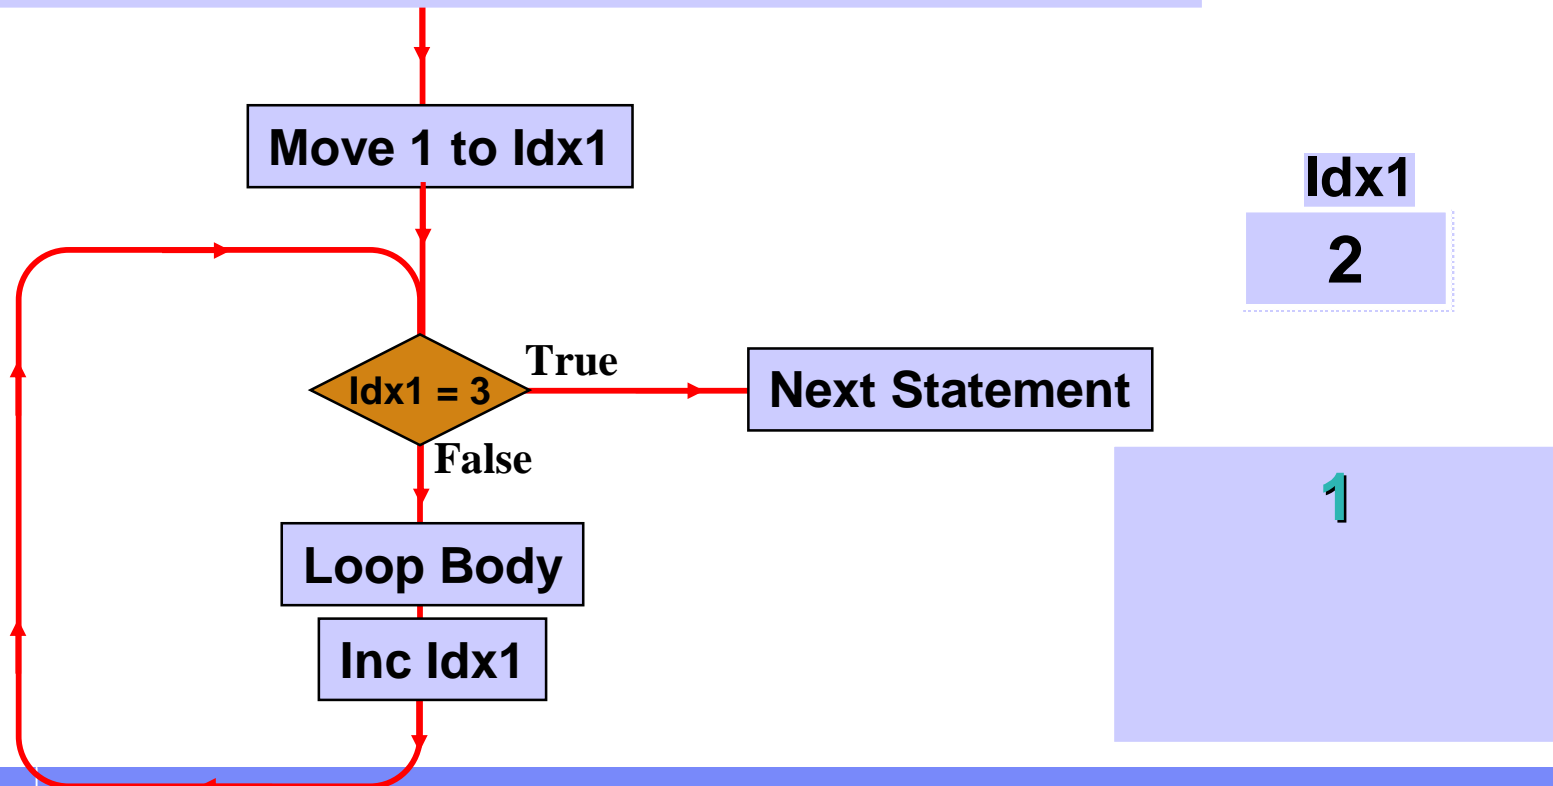 Move 1 to Idx1
Idx1
2
Idx1 = 3
True
Next Statement
False
1
Loop Body
Inc Idx1